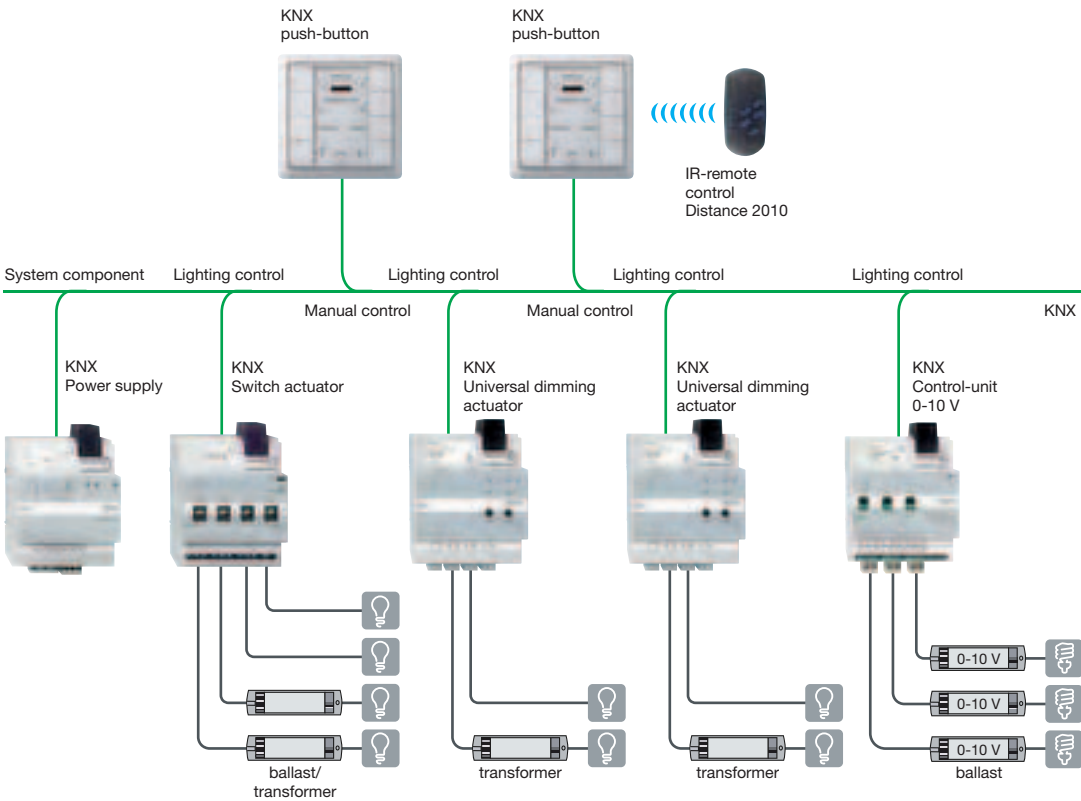 KNX
push-button
KNX
push-button
IR-remote
control
Distance 2010
System component
Lighting control
Lighting control
Lighting control
Lighting control
Manual control
Manual control
KNX
KNX
Power supply
KNX
Switch actuator
KNX
Universal dimming
actuator
KNX
Universal dimming
actuator
KNX
Control-unit
0-10 V
0-10 V
0-10 V
0-10 V
ballast/
transformer
transformer
transformer
ballast